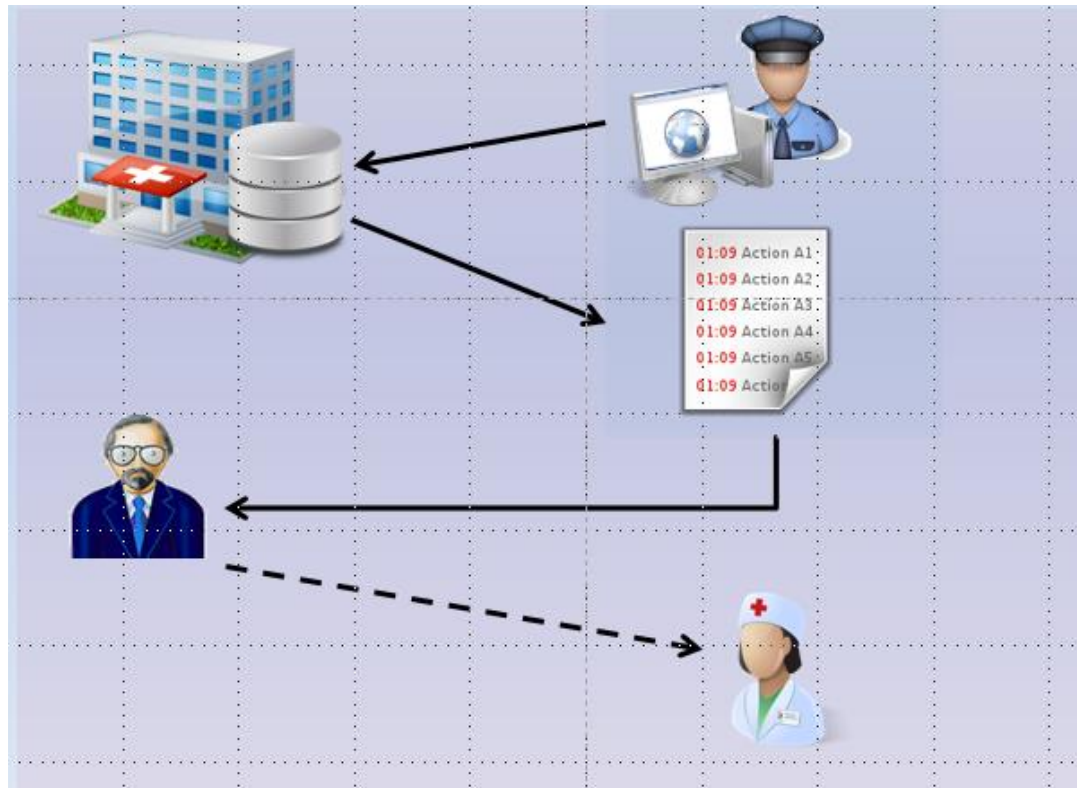 01:09 Action A1
01:09 Action A2
01:09 Action A3
01:09 Action A4
01:09 Action A5
01:09 Action